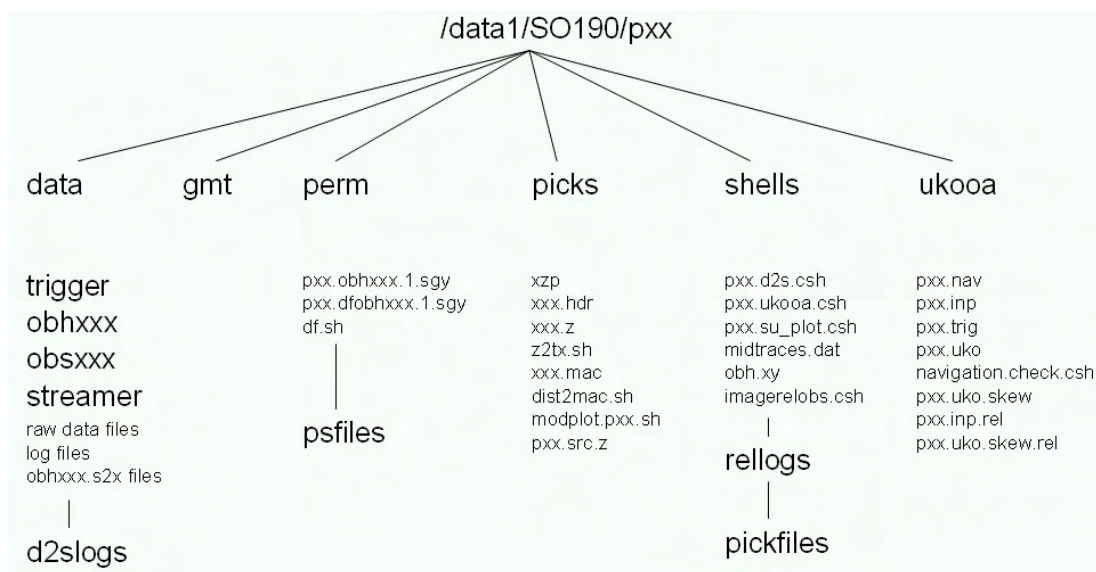 /data1/SO190/pxx
data
gmt
perm
picks
shells
ukooa
trigger
obhxxx
obsxxx
streamer
raw data files
log files
obhxxx.s2x files
d2slogs
pxx.obhxxx.1.sgy
pxx.dfobhxxx.1.sgy
df.sh
psfiles
xzp
xxx.hdr
xxx.z
z2tx.sh
xxx.mac
dist2mac.sh
modplot.pxx.sh
pxx.src.z
pxx.d2s.csh
pxx.ukooa.csh
pxx.su_plot.csh
midtraces.dat
obh.xy
imagerelobs.csh
rellogs
pickfiles
pxx.nav
pxx.inp
pxx.trig
pxx.uko
navigation.check.csh
pxx.uko.skew
pxx.inp.rel
pxx.uko.skew.rel